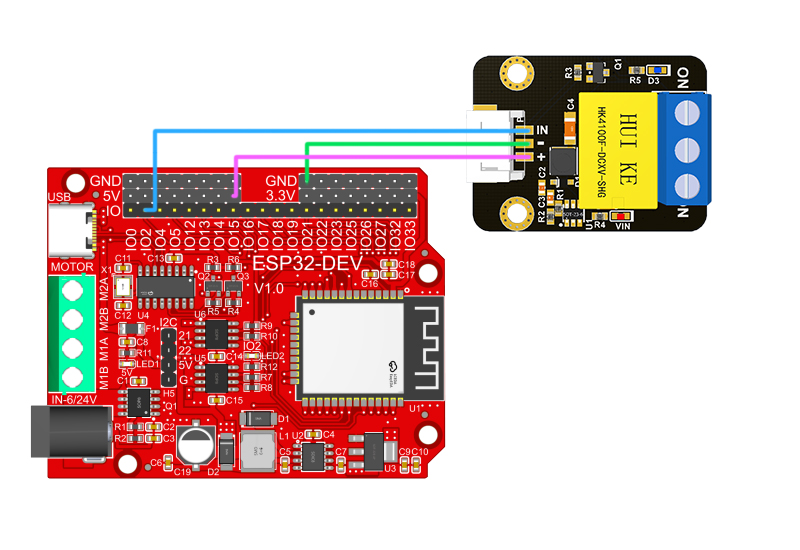 GND
5V
IO
GND
3.3V
USB
IO0
IO2
IO4
IO5
IO12
IO13
IO14
IO15
IO16
IO17
IO18
IO19
IO21
IO22
IO23
IO25
IO26
IO27
IO32
IO33
MOTOR
X1
C11
C13
R3
R6
ESP32-DEV
V1.0
C18
C17
C16
M2A
M2B
M1A
M1B
C12
U4
Q2
Q3
R5
R4
F1
I2C
21
22
5V
G
H5
U6
R9
R10
IO2
LED2
C14
U5
R12
R7
R8
C15
C8
R11
LED1
5V
IN-6/24V
Q1
R1
R2
C2
C3
C6
C19
D2
D1
L1
U2
C4
C5
C7
U3
C9
C10
U1
IN
-
+
R3
Q1
R5
D3
C4
HUI KE
HK4100F-DCXV-SHG
C2
C3
R2
R1
U1
R4
VIN
NO